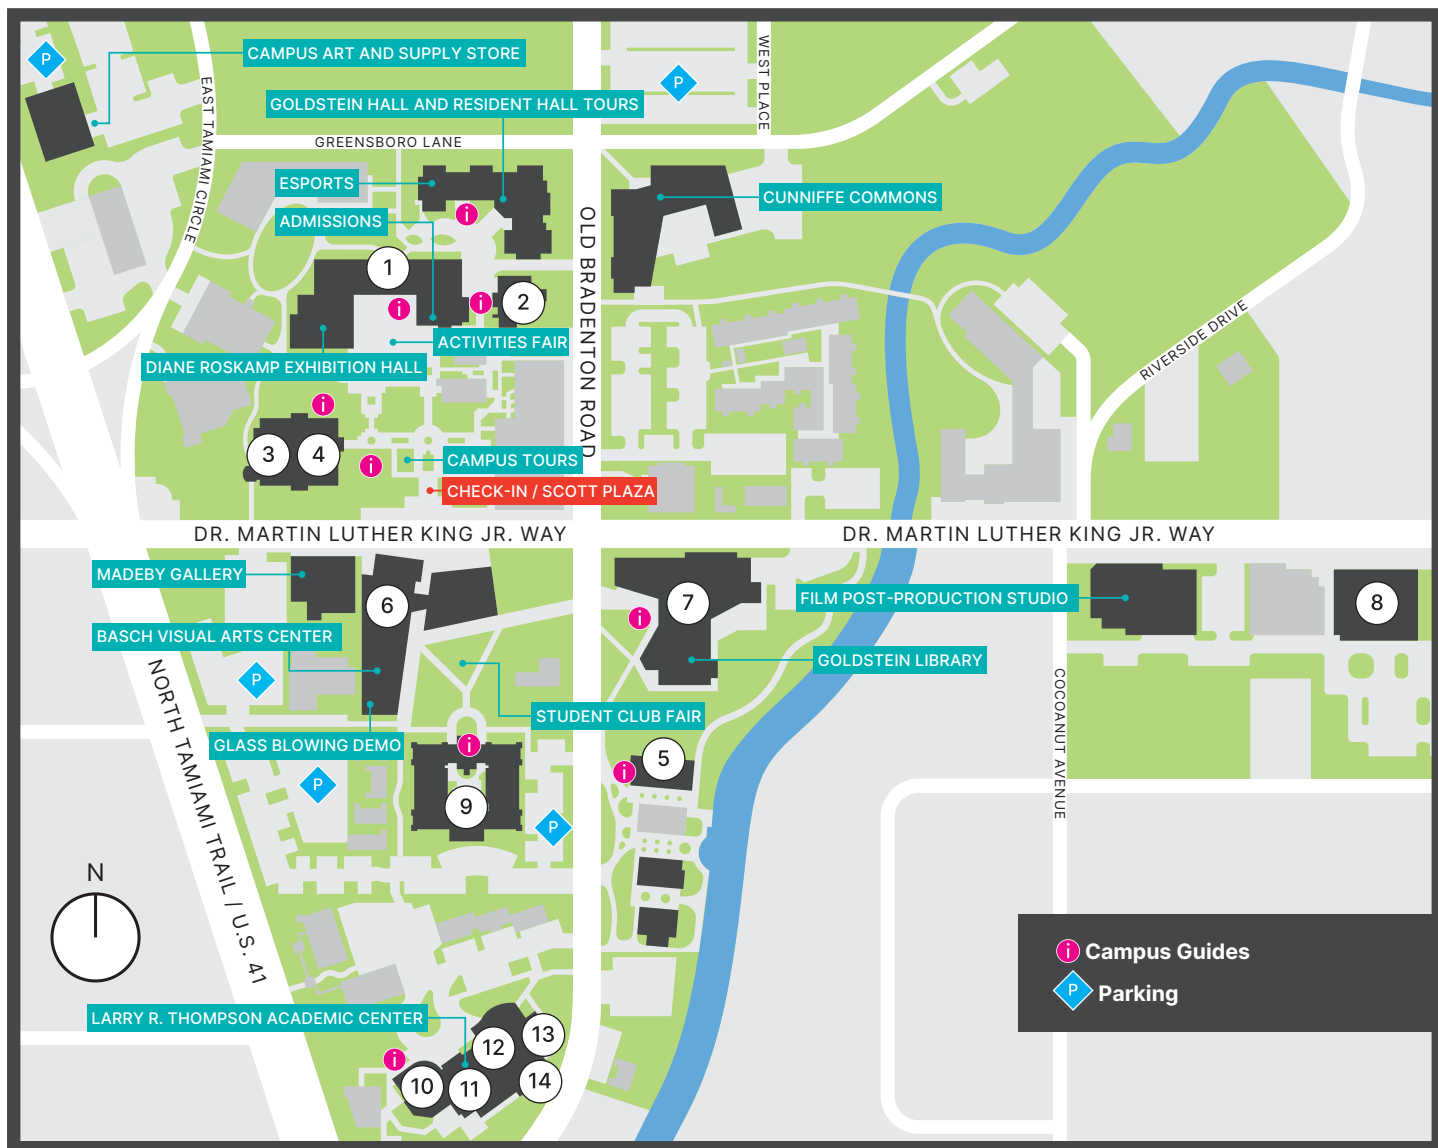 P
CAMPUS ART AND SUPPLY STORE
P
WEST PLACE
EAST TAMIAMI CIRCLE
GOLDSTEIN HALL AND RESIDENT HALL TOURS
GREENSBORO LANE
ESPORTS
CUNNIFFE COMMONS
i
ADMISSIONS
OLD BRADENTON ROAD
1
i
i
2
ACTIVITIES FAIR
DIANE ROSKAMP EXHIBITION HALL
RIVERSIDE DRIVE
i
3
4
i
CAMPUS TOURS
CHECK-IN / SCOTT PLAZA
DR. MARTIN LUTHER KING JR. WAY
DR. MARTIN LUTHER KING JR. WAY
MADEBY GALLERY
6
7
i
FILM POST-PRODUCTION STUDIO
8
BASCH VISUAL ARTS CENTER
GOLDSTEIN LIBRARY
P
NORTH TAMIAMI TRAIL / U.S. 41
COCOANUT AVENUE
STUDENT CLUB FAIR
GLASS BLOWING DEMO
i
5
i
P
9
P
N
i Campus Guides
P Parking
LARRY R. THOMPSON ACADEMIC CENTER
i
10
11
12
13
14